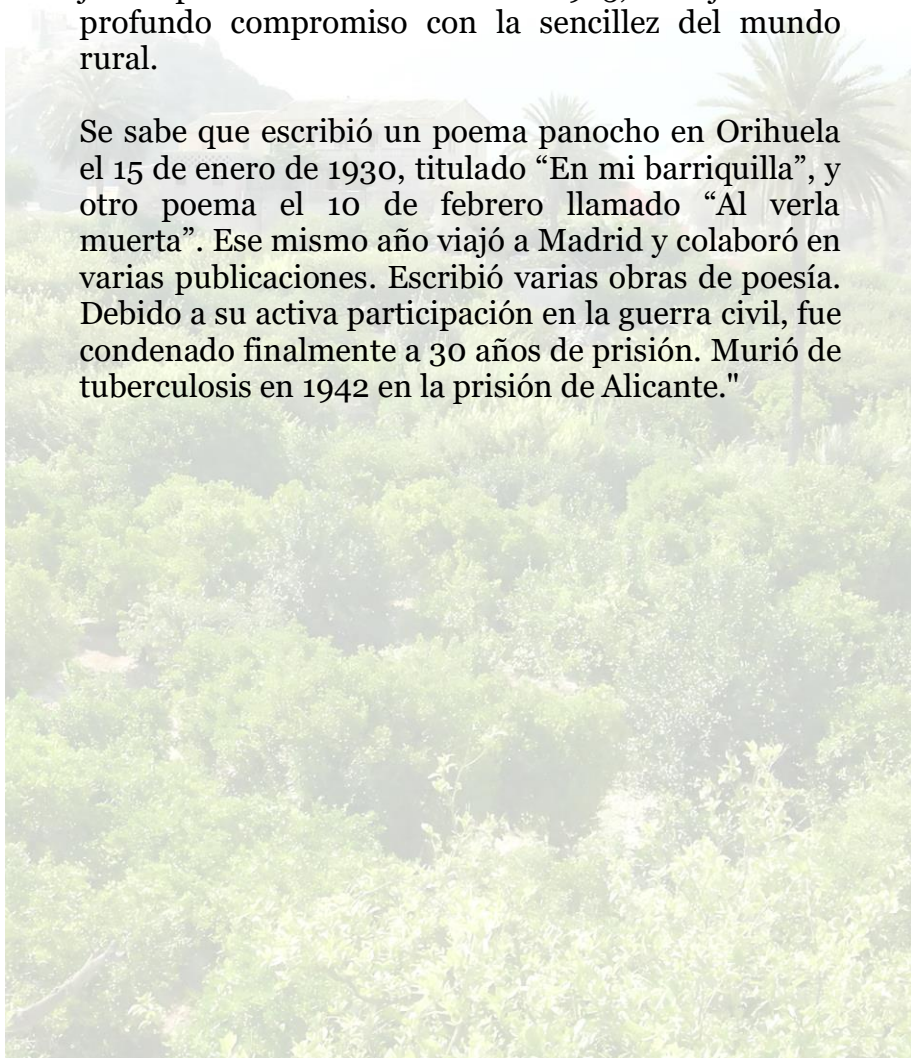 profundo compromiso con la sencillez del mundo
rural.
Se sabe que escribió un poema panocho en Orihuela
el 15 de enero de 1930, titulado “En mi barriquilla”, y
otro poema el 10 de febrero llamado “Al verla
muerta”. Ese mismo año viajó a Madrid y colaboró en
varias publicaciones. Escribió varias obras de poesía.
Debido a su activa participación en la guerra civil, fue
condenado finalmente a 30 años de prisión. Murió de
tuberculosis en 1942 en la prisión de Alicante."